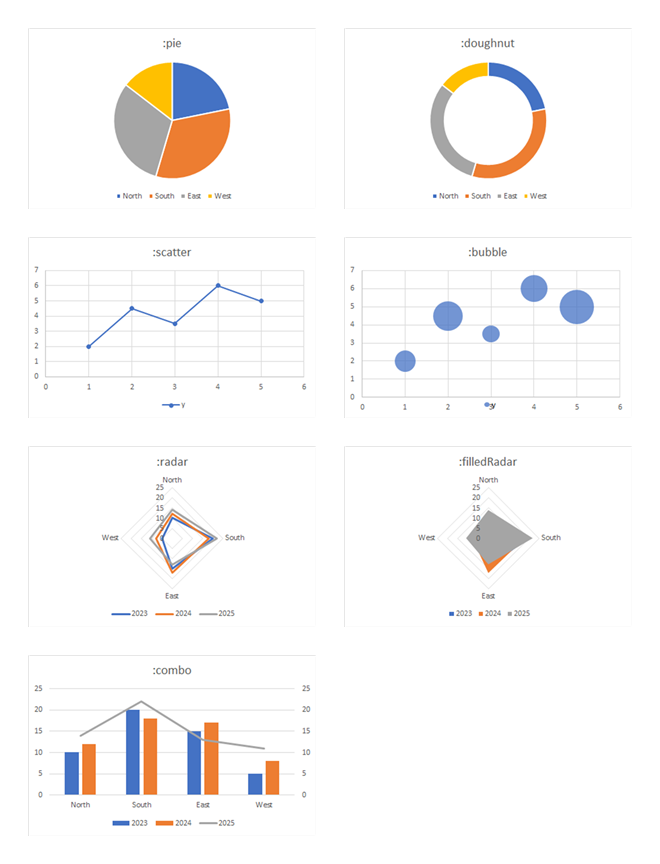 :pie
North South East West
:doughnut
North South East West
:scatter
7
6
5
4
3
2
1
0
0 1 2 3 4 5 6
y
:bubble
7
6
5
4
3
2
1
0
0 1 2 3 4 5 6
y
:radar
North
25
20
15
10
5
0
West South
East
2023 2024 2025
:filledRadar
North
25
20
15
10
5
0
West South
East
2023 2024 2025
:combo
25 25
20 20
15 15
10 10
5 5
0 0
North South East West
2023 2024 2025